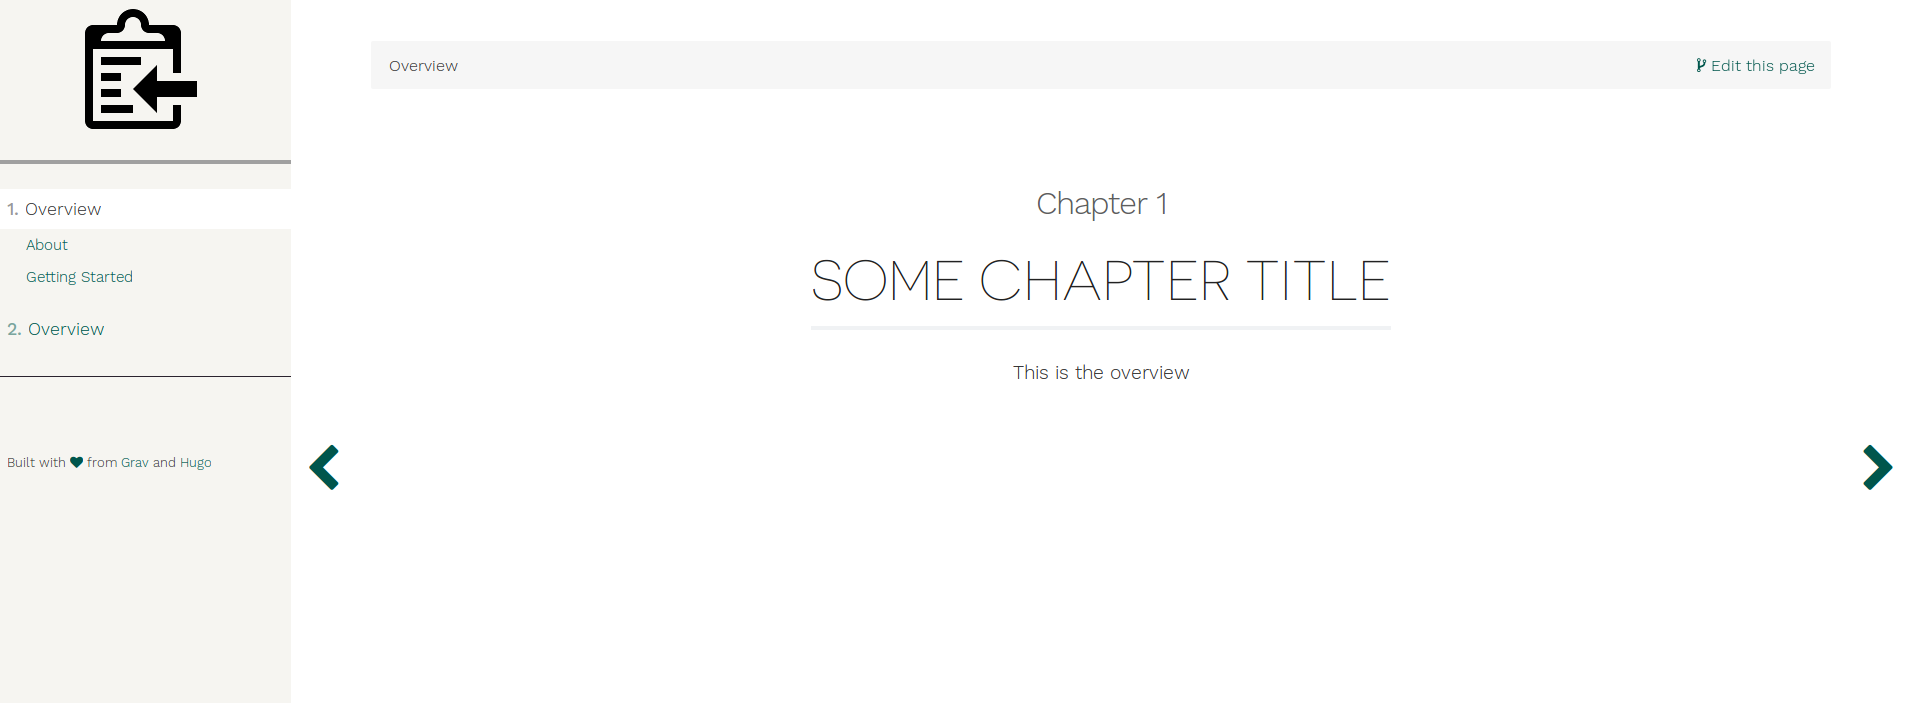 Overview
Edit this page
1. Overview
About
Getting Started
2. Overview
Built with from Grav and Hugo
Chapter 1
SOME CHAPTER TITLE
This is the overview